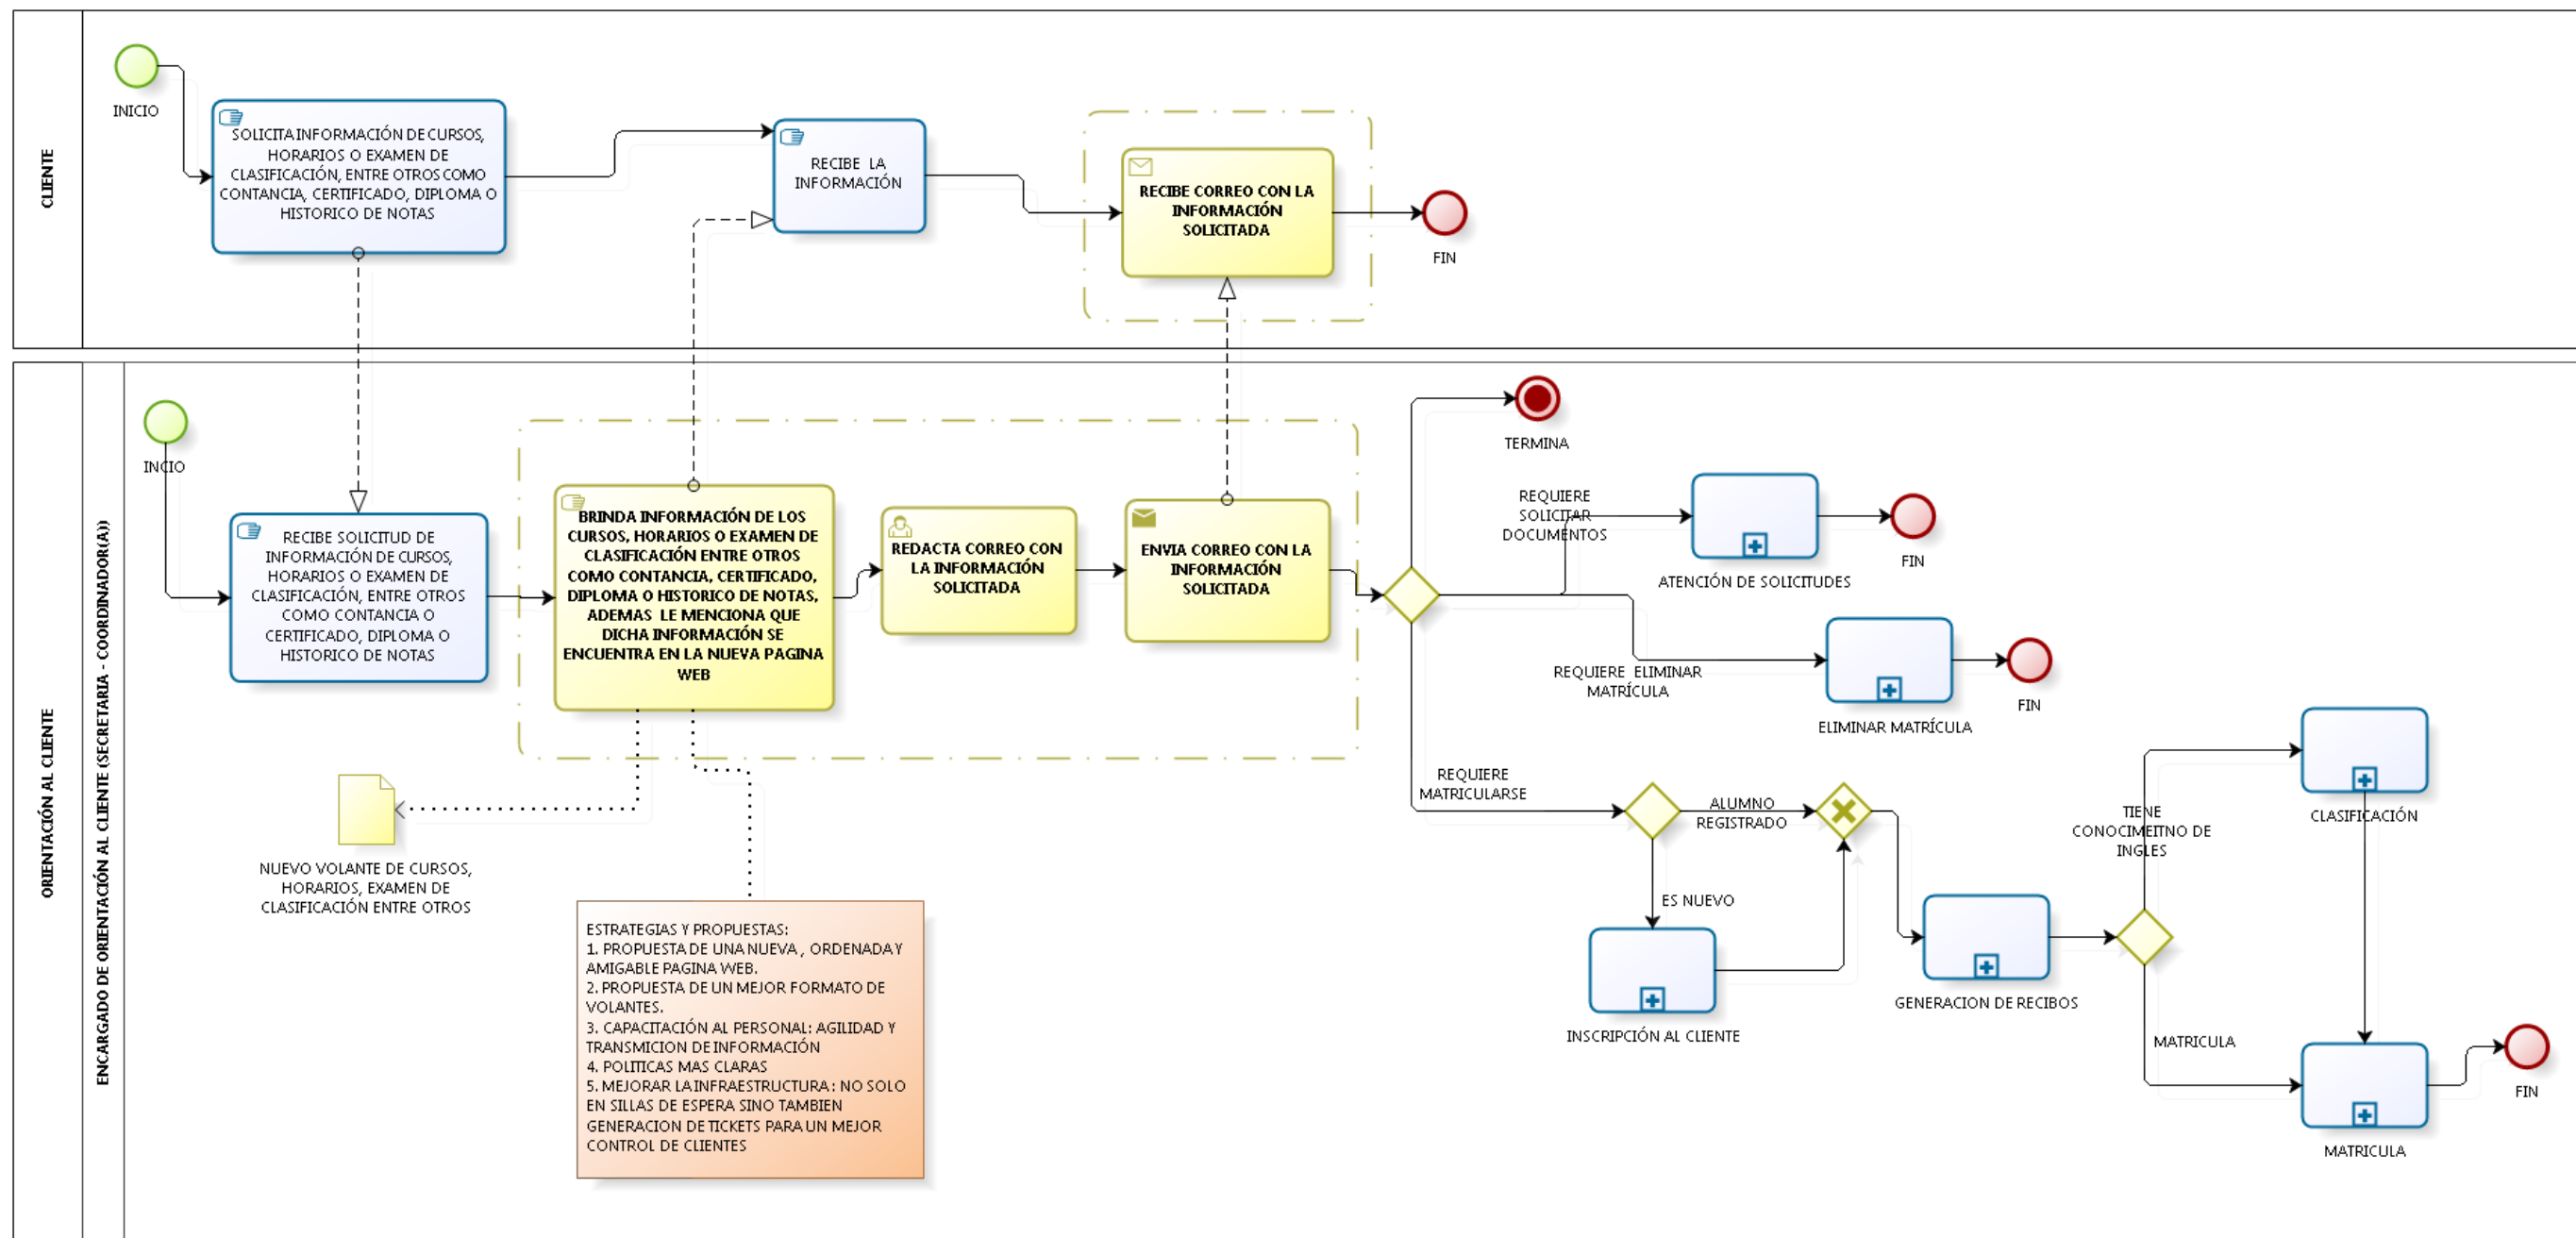 CLIENTE
INICIO
SOLICITA INFORMACIÓN DE CURSOS,
HORARIOS O EXAMEN DE
CLASIFICACIÓN, ENTRE OTROS COMO
CONTANCIA, CERTIFICADO, DIPLOMA O
HISTORICO DE NOTAS
RECIBE LA
INFORMACIÓN
RECIBE CORREO CON LA
INFORMACIÓN
SOLICITADA
FIN
ORIENTACIÓN AL CLIENTE
ENCARGADO DE ORIENTACIÓN AL CLIENTE (SECRETARIA - COORDINADOR(A))
INCIO
RECIBE SOLICITUD DE
INFORMACIÓN DE CURSOS,
HORARIOS O EXAMEN DE
CLASIFICACIÓN, ENTRE OTROS
COMO CONTANCIA O
CERTIFICADO, DIPLOMA O
HISTORICO DE NOTAS
BRINDA INFORMACIÓN DE LOS
CURSOS, HORARIOS O EXAMEN DE
CLASIFICACIÓN ENTRE OTROS
COMO CONTANCIA, CERTIFICADO,
DIPLOMA O HISTORICO DE NOTAS,
ADEMAS LE MENCIONA QUE
DICHA INFORMACIÓN SE
ENCUENTRA EN LA NUEVA PAGINA
WEB
REDACTA CORREO CON
LA INFORMACIÓN
SOLICITADA
ENVIA CORREO CON LA
INFORMACIÓN
SOLICITADA
TERMINA
REQUIERE
SOLICITAR
DOCUMENTOS
ATENCIÓN DE SOLICITUDES
FIN
REQUIERE ELIMINAR
MATRÍCULA
ELIMINAR MATRÍCULA
FIN
REQUIERE
MATRICULARSE
ALUMNO
REGISTRADO
ES NUEVO
INSCRIPCIÓN AL CLIENTE
GENERACION DE RECIBOS
TIENE
CONOCIMEITNO DE
INGLES
CLASIFICACIÓN
MATRICULA
MATRICULA
FIN
NUEVO VOLANTE DE CURSOS,
HORARIOS, EXAMEN DE
CLASIFICACIÓN ENTRE OTROS
ESTRATEGIAS Y PROPUESTAS:
1. PROPUESTA DE UNA NUEVA , ORDENADA Y
AMIGABLE PAGINA WEB.
2. PROPUESTA DE UN MEJOR FORMATO DE
VOLANTES.
3. CAPACITACIÓN AL PERSONAL: AGILIDAD Y
TRANSMICION DE INFORMACIÓN
4. POLITICAS MAS CLARAS
5. MEJORAR LA INFRAESTRUCTURA : NO SOLO
EN SILLAS DE ESPERA SINO TAMBIEN
GENERACION DE TICKETS PARA UN MEJOR
CONTROL DE CLIENTES